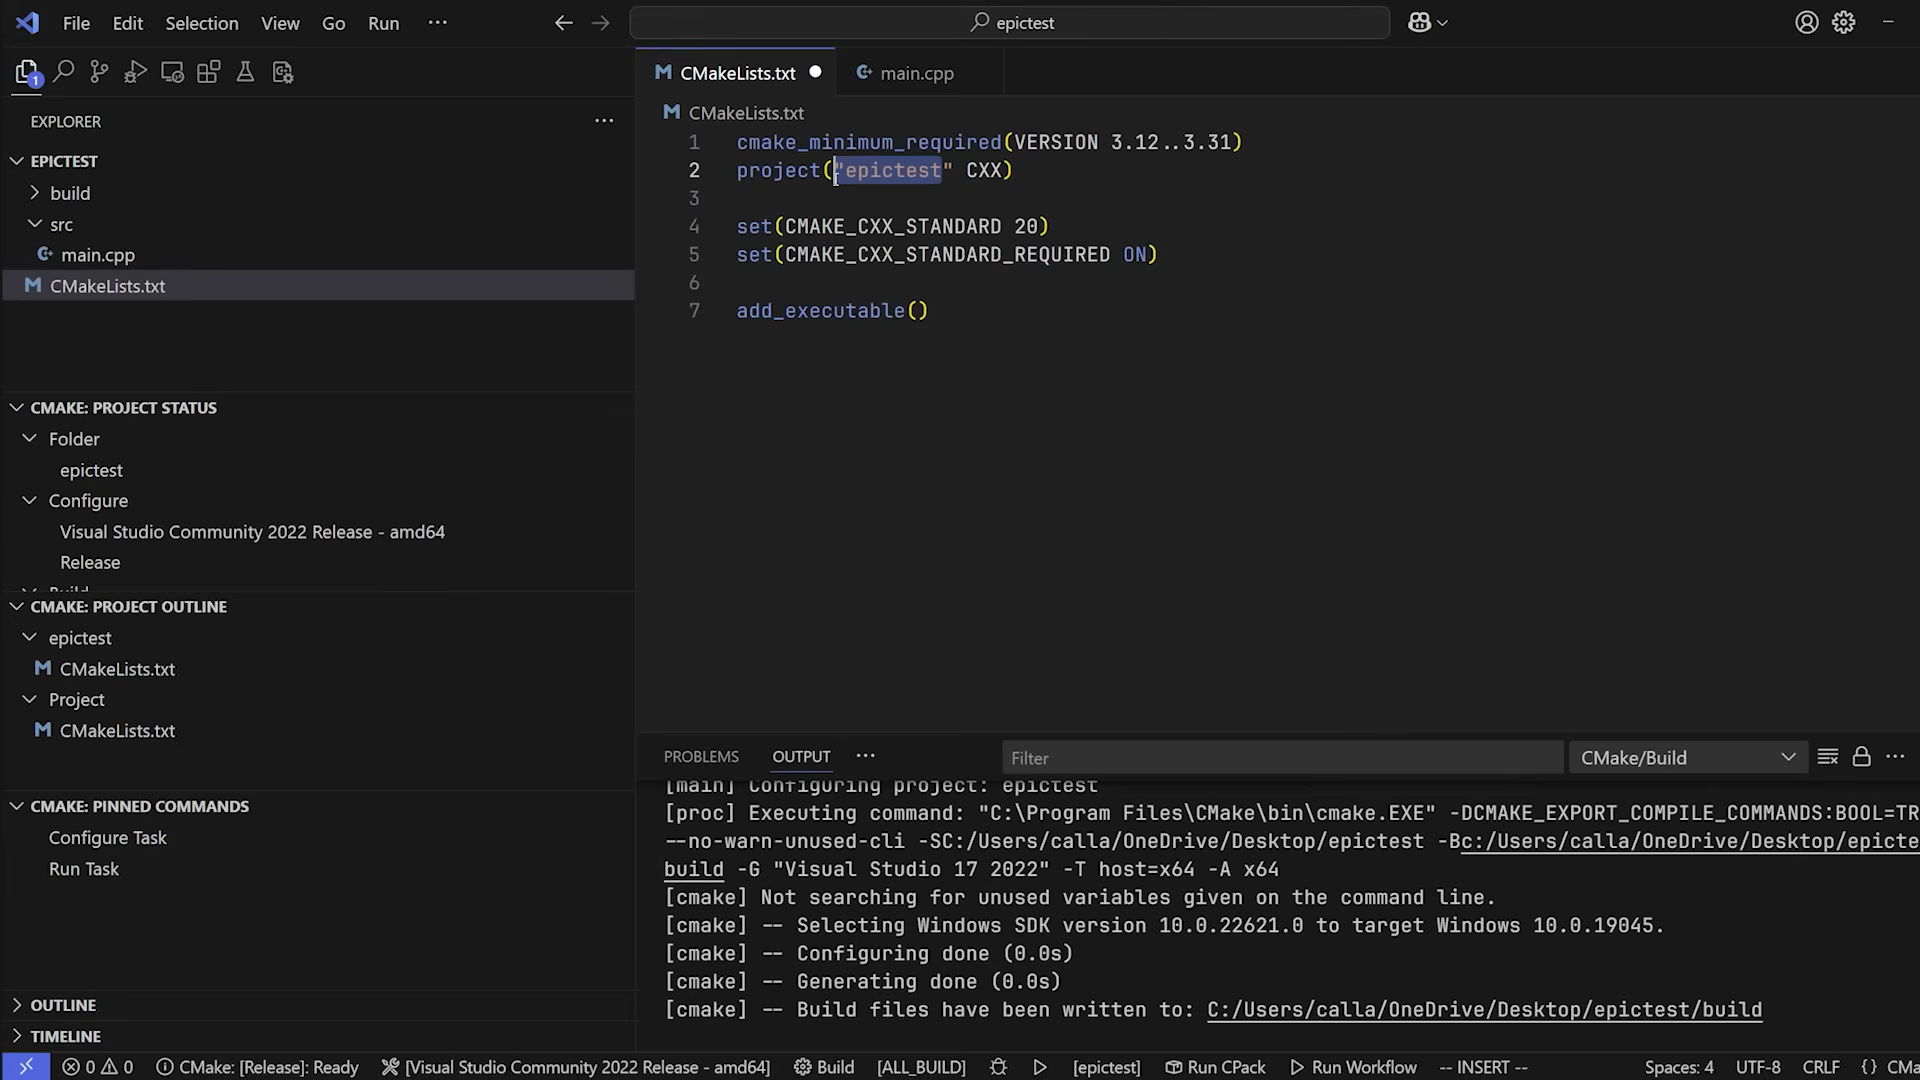 File Edit Selection View Go Run ··· epictest
1
CMakeLists.txt main.cpp
EXPLORER ···
CMakeLists.txt
EPICTEST
build
src
main.cpp
CMakeLists.txt
1 cmake_minimum_required(VERSION 3.12..3.31)
2 project("epictest" CXX)
3
4 set(CMAKE_CXX_STANDARD 20)
5 set(CMAKE_CXX_STANDARD_REQUIRED ON)
6
7 add_executable()
CMAKE: PROJECT STATUS
Folder
epictest
Configure
Visual Studio Community 2022 Release - amd64
Release
CMAKE: PROJECT OUTLINE
epictest
CMakeLists.txt
Project
CMakeLists.txt
CMAKE: PINNED COMMANDS
Configure Task
Run Task
OUTLINE
TIMELINE
PROBLEMS OUTPUT ··· Filter CMake/Build ···
[main] Configuring project: epictest
[proc] Executing command: "C:\Program Files\CMake\bin\cmake.EXE" -DCMAKE_EXPORT_COMPILE_COMMANDS:BOOL=TR
--no-warn-unused-cli -SC:/Users/calla/OneDrive/Desktop/epictest -Bc:/Users/calla/OneDrive/Desktop/epicte
build -G "Visual Studio 17 2022" -T host=x64 -A x64
[cmake] Not searching for unused variables given on the command line.
[cmake] -- Selecting Windows SDK version 10.0.22621.0 to target Windows 10.0.19045.
[cmake] -- Configuring done (0.0s)
[cmake] -- Generating done (0.0s)
[cmake] -- Build files have been written to: C:/Users/calla/OneDrive/Desktop/epictest/build
0 0 CMake: [Release]: Ready [Visual Studio Community 2022 Release - amd64] Build [ALL_BUILD] [epictest] Run CPack Run Workflow -- INSERT -- Spaces: 4 UTF-8 CRLF {} CMa